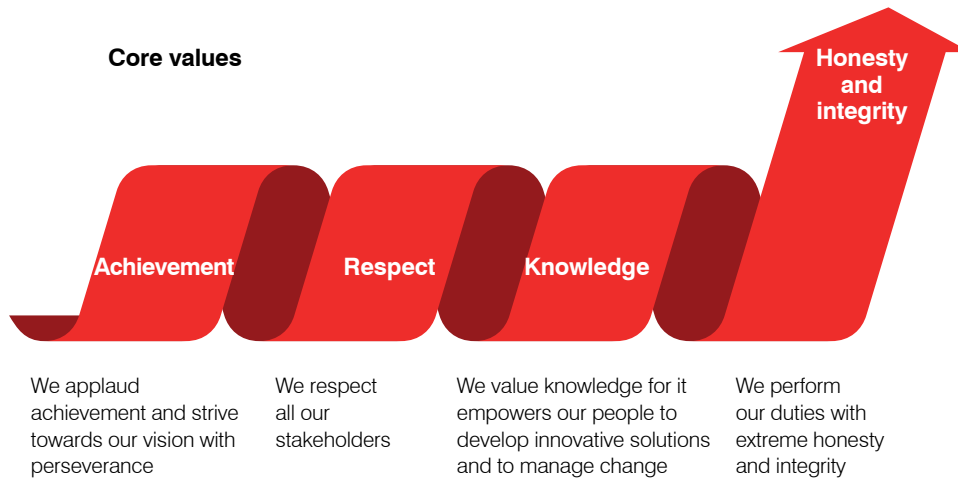 Core values
Honesty
and
integrity
Achievement
Respect
Knowledge
We applaud
achievement and strive
towards our vision with
perseverance
We respect
all our
stakeholders
We value knowledge for it
empowers our people to
develop innovative solutions
and to manage change
We perform
our duties with
extreme honesty
and integrity